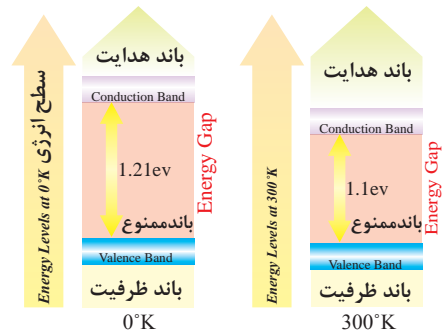 سطح انرژی
Energy Levels at 0˚K
باند هدایت
Conduction Band
1.21ev
باندممنوع
Energy Gap
Valence Band
باند ظرفیت
0˚K
Energy Levels at 300˚K
باند هدایت
Conduction Band
1.1ev
باندممنوع
Energy Gap
Valence Band
باند ظرفیت
300˚K